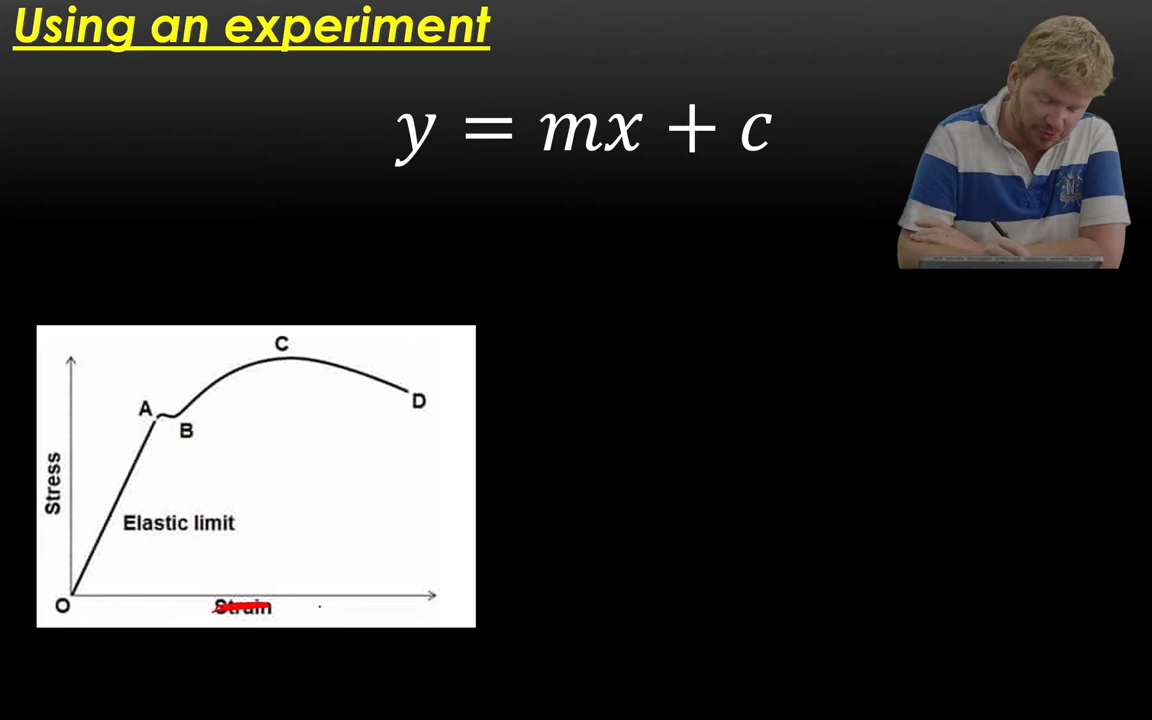 Using an experiment
y = mx + c
C
A
D
B
Stress
Elastic limit
O
Strain